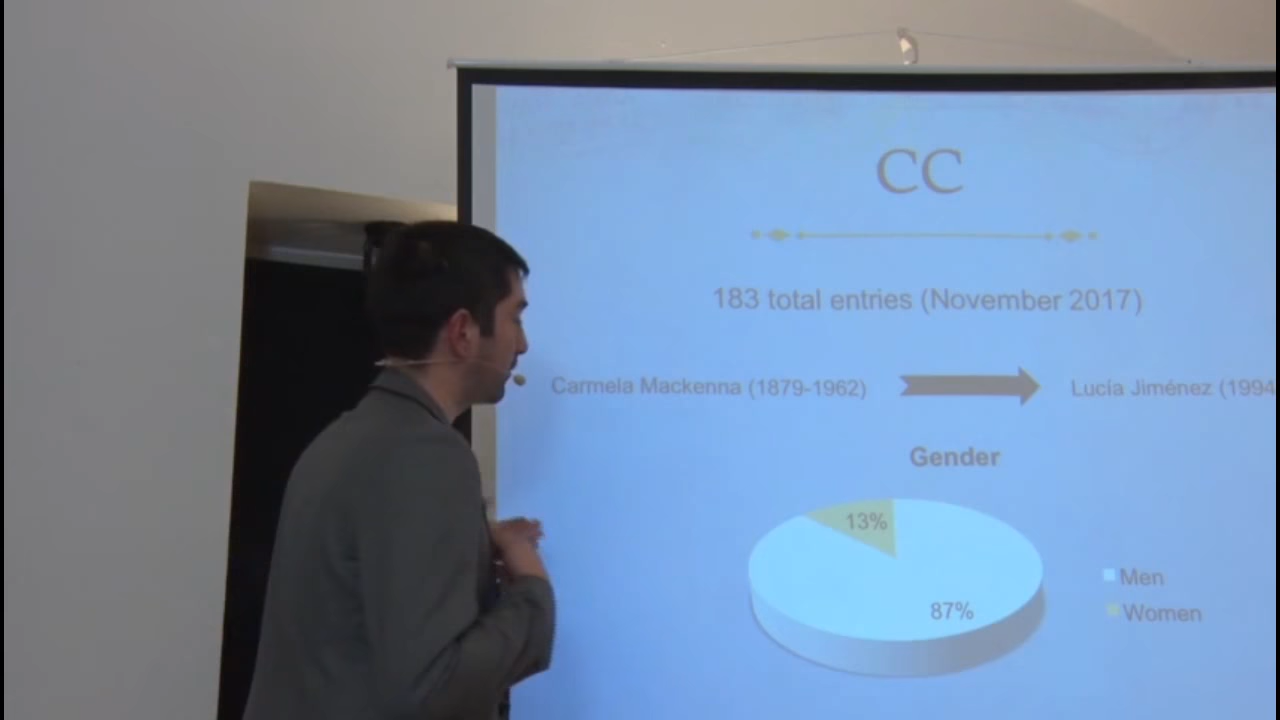 CC
183 total entries (November 2017)
Carmela Mackenna (1879-1962) Lucía Jiménez (1994
Gender
13%
87%
Men
Women